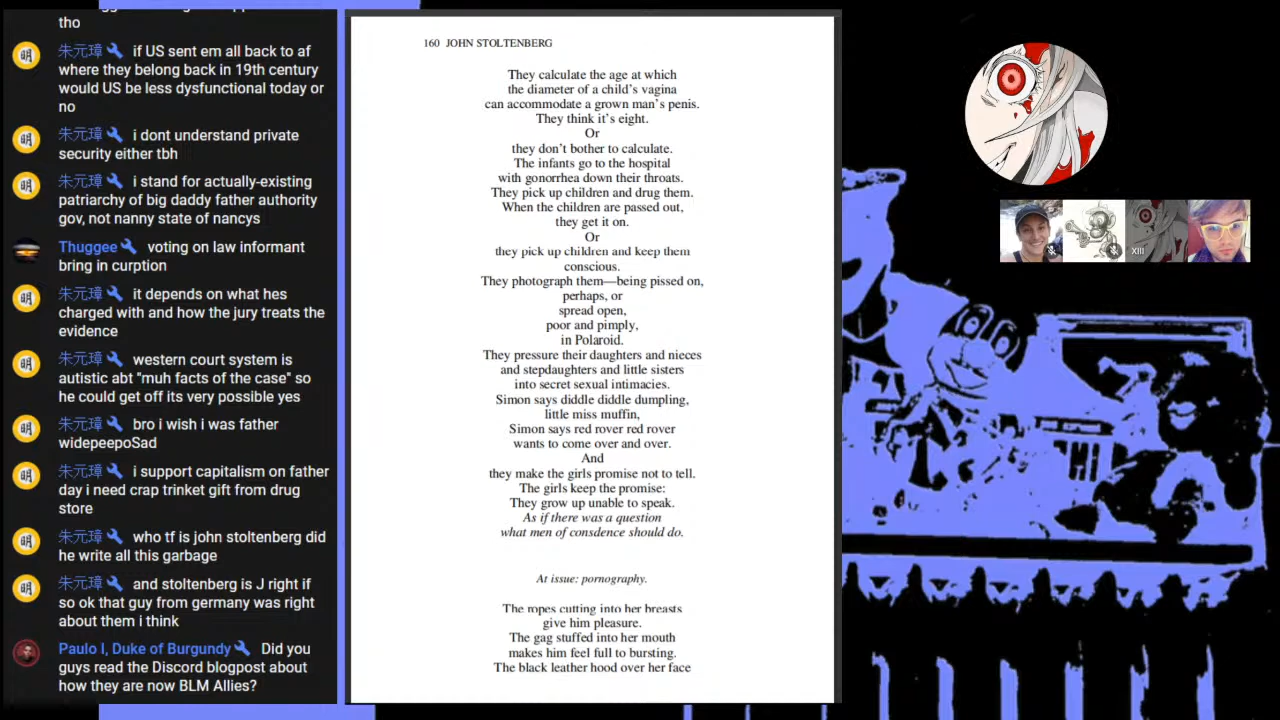 tho
朱元璋 if US sent em all back to af
where they belong back in 19th century
would US be less dysfunctional today or
no
朱元璋 i dont understand private
security either tbh
朱元璋 i stand for actually-existing
patriarchy of big daddy father authority
gov, not nanny state of nancys
Thuggee voting on law informant
bring in curption
朱元璋 it depends on what hes
charged with and how the jury treats the
evidence
朱元璋 western court system is
autistic abt "muh facts of the case" so
he could get off its very possible yes
朱元璋 bro i wish i was father
widepeepoSad
朱元璋 i support capitalism on father
day i need crap trinket gift from drug
store
朱元璋 who tf is john stoltenberg did
he write all this garbage
朱元璋 and stoltenberg is J right if
so ok that guy from germany was right
about them i think
Paulo I, Duke of Burgundy Did you
guys read the Discord blogpost about
how they are now BLM Allies?
160 JOHN STOLTENBERG
They calculate the age at which
the diameter of a child's vagina
can accommodate a grown man's penis.
They think it's eight.
Or
they don't bother to calculate.
The infants go to the hospital
with gonorrhea down their throats.
They pick up children and drug them.
When the children are passed out,
they get it on.
Or
they pick up children and keep them
conscious.
They photograph them—being pissed on,
perhaps, or
spread open,
poor and pimply,
in Polaroid.
They pressure their daughters and nieces
and stepdaughters and little sisters
into secret sexual intimacies.
Simon says diddle diddle dumpling,
little miss muffin,
Simon says red rover red rover
wants to come over and over.
And
they make the girls promise not to tell.
The girls keep the promise:
They grow up unable to speak.
As if there was a question
what men of consdence should do.
At issue: pornography.
The ropes cutting into her breasts
give him pleasure.
The gag stuffed into her mouth
makes him feel full to bursting.
The black leather hood over her face
XIII